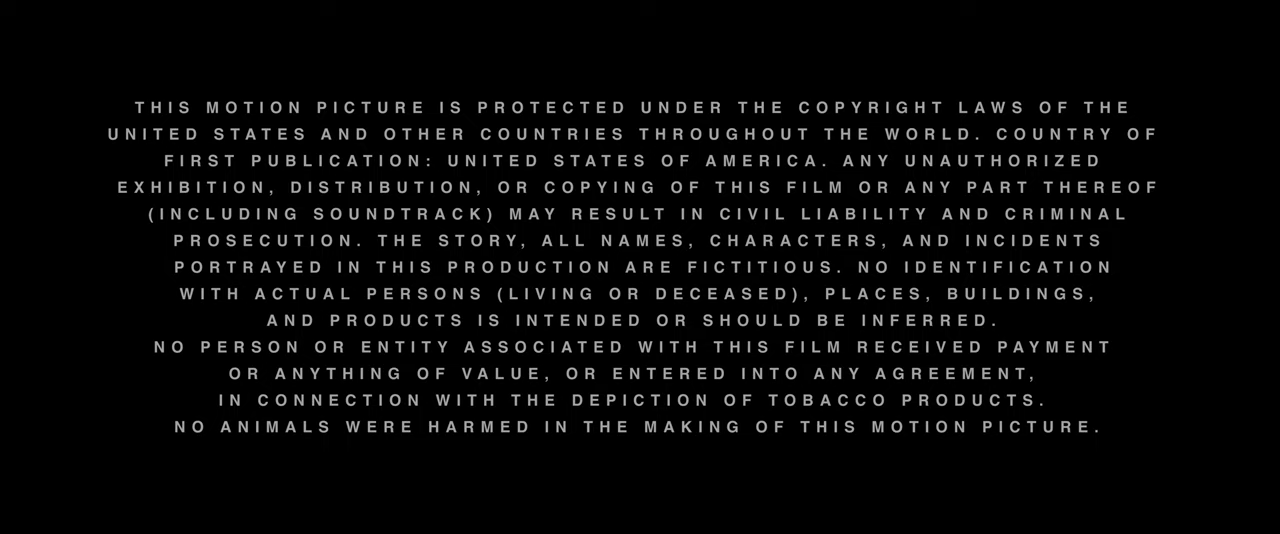 THIS MOTION PICTURE IS PROTECTED UNDER THE COPYRIGHT LAWS OF THE
UNITED STATES AND OTHER COUNTRIES THROUGHOUT THE WORLD. COUNTRY OF
FIRST PUBLICATION: UNITED STATES OF AMERICA. ANY UNAUTHORIZED
EXHIBITION, DISTRIBUTION, OR COPYING OF THIS FILM OR ANY PART THEREOF
(INCLUDING SOUNDTRACK) MAY RESULT IN CIVIL LIABILITY AND CRIMINAL
PROSECUTION. THE STORY, ALL NAMES, CHARACTERS, AND INCIDENTS
PORTRAYED IN THIS PRODUCTION ARE FICTITIOUS. NO IDENTIFICATION
WITH ACTUAL PERSONS (LIVING OR DECEASED), PLACES, BUILDINGS,
AND PRODUCTS IS INTENDED OR SHOULD BE INFERRED.
NO PERSON OR ENTITY ASSOCIATED WITH THIS FILM RECEIVED PAYMENT
OR ANYTHING OF VALUE, OR ENTERED INTO ANY AGREEMENT,
IN CONNECTION WITH THE DEPICTION OF TOBACCO PRODUCTS.
NO ANIMALS WERE HARMED IN THE MAKING OF THIS MOTION PICTURE.